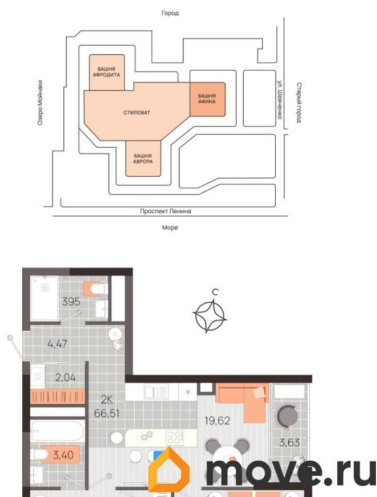 Город
Озеро Мойнаки
БАШНЯ
АФРОДИТА
СТИЛОБАТ
БАШНЯ
АФИНА
ул. Шевченко
Старый город
БАШНЯ
АВРОРА
Проспект Ленина
Море
С
3.95
4.47
2.04
2К
66.51
19.62
3.63
3.40
move.ru